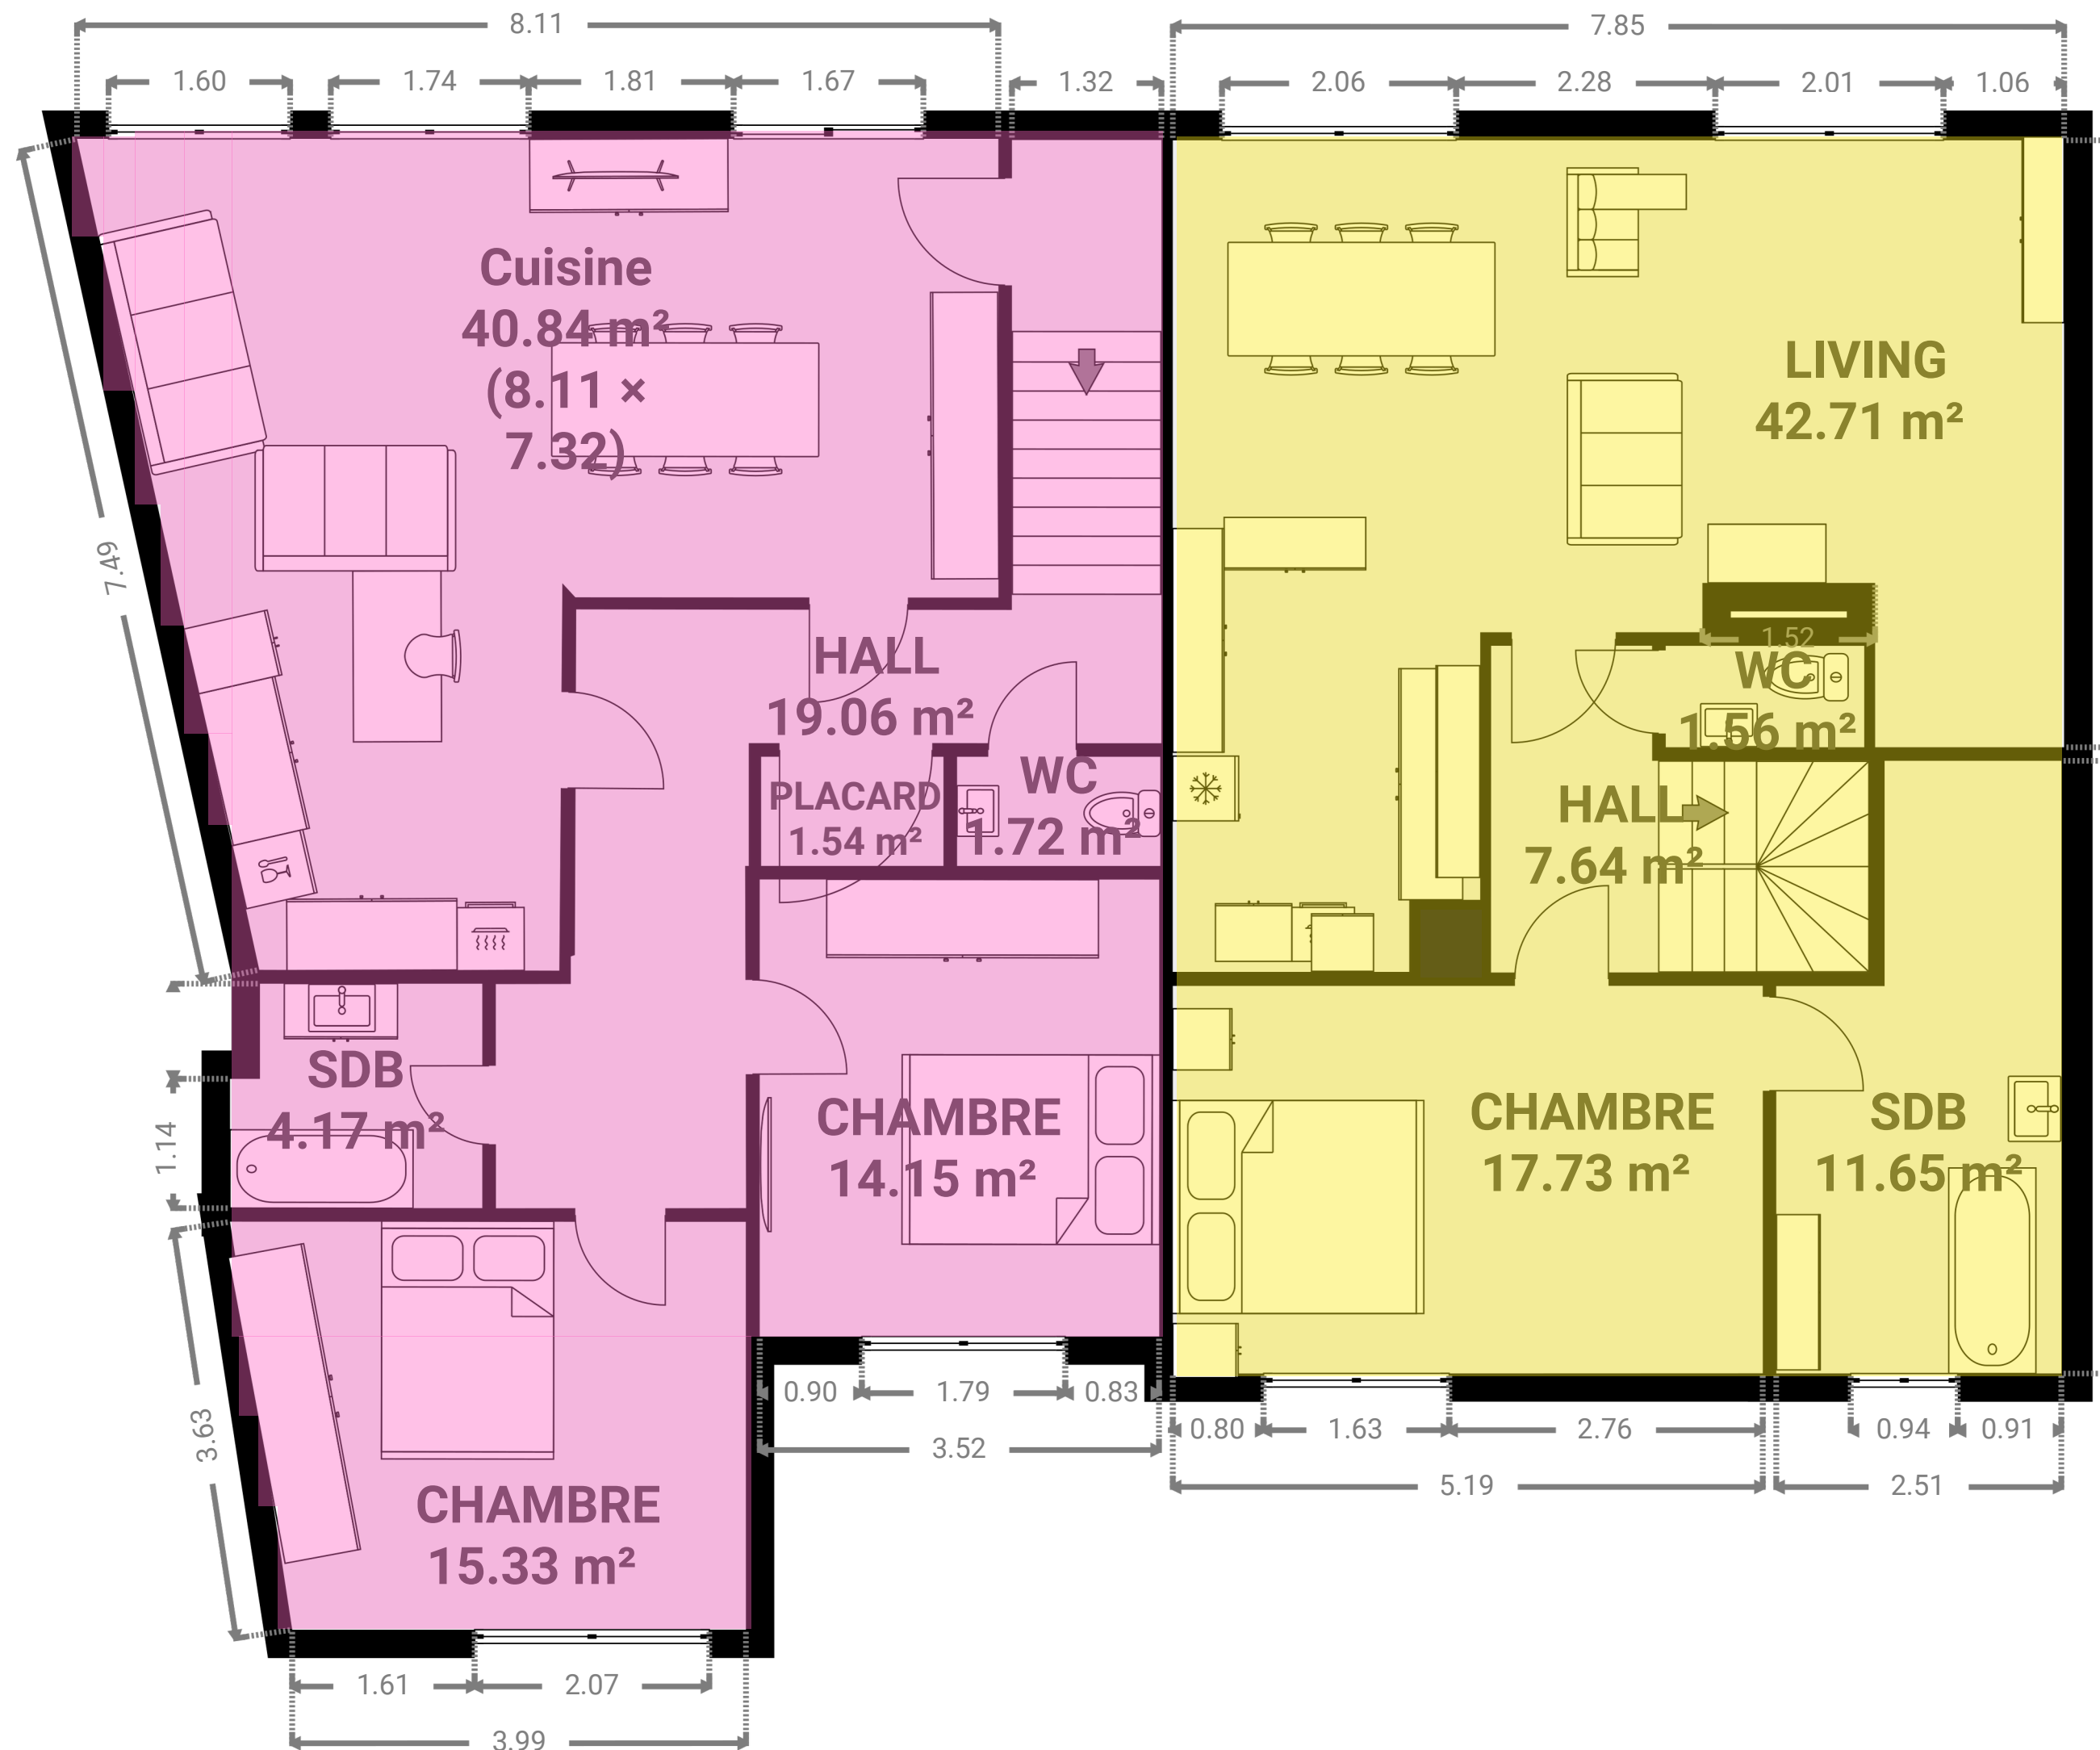 8.11
7.85
1.60
1.74
1.81
1.67
1.32
2.06
2.28
2.01
1.06
Cuisine
40.84 m²
(8.11 ×
7.32)
LIVING
42.71 m²
7.49
HALL
19.06 m²
1.52
WC
1.56 m²
PLACARD
1.54 m²
WC
1.72 m²
HALL
7.64 m²
SDB
4.17 m²
1.14
CHAMBRE
14.15 m²
CHAMBRE
17.73 m²
SDB
11.65 m²
0.90
1.79
0.83
3.52
0.80
1.63
2.76
0.94
0.91
5.19
2.51
3.63
CHAMBRE
15.33 m²
1.61
2.07
3.99